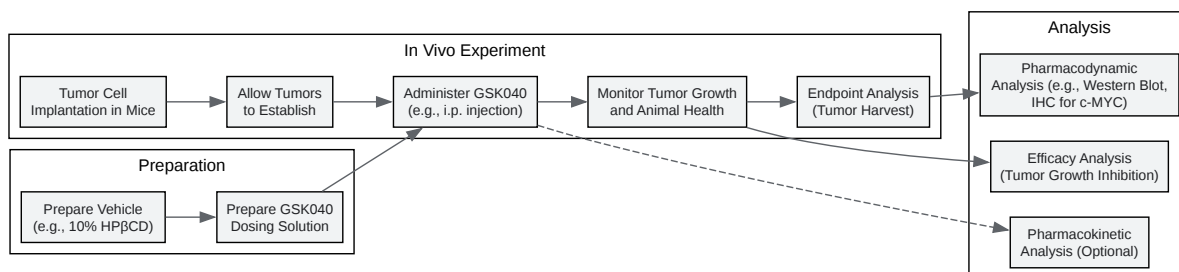 In Vivo Experiment
Tumor Cell
Implantation in Mice
Allow Tumors
to Establish
Administer GSK040
(e.g., i.p. injection)
Monitor Tumor Growth
and Animal Health
Endpoint Analysis
(Tumor Harvest)
Preparation
Prepare Vehicle
(e.g., 10% HPβCD)
Prepare GSK040
Dosing Solution
Analysis
Pharmacodynamic
Analysis (e.g., Western Blot,
IHC for c-MYC)
Efficacy Analysis
(Tumor Growth Inhibition)
Pharmacokinetic
Analysis (Optional)